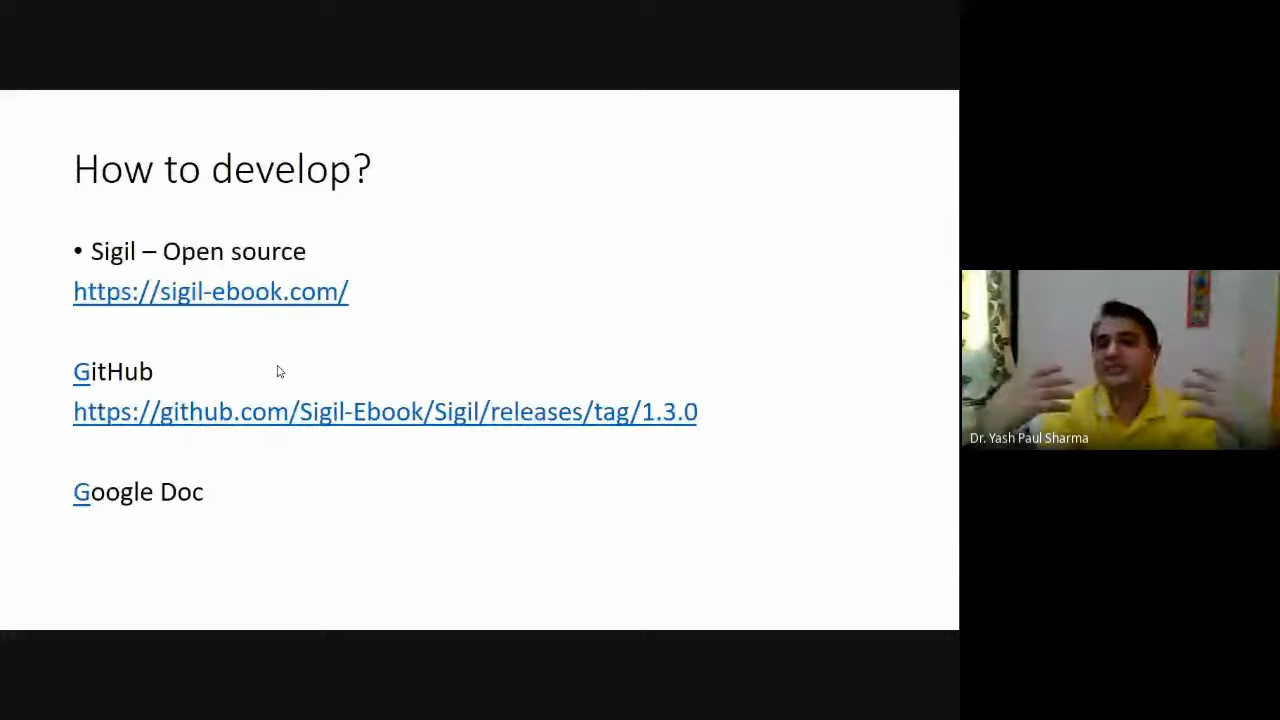 How to develop?
• Sigil – Open source
https://sigil-ebook.com/
GitHub
https://github.com/Sigil-Ebook/Sigil/releases/tag/1.3.0
Google Doc
Dr. Yash Paul Sharma